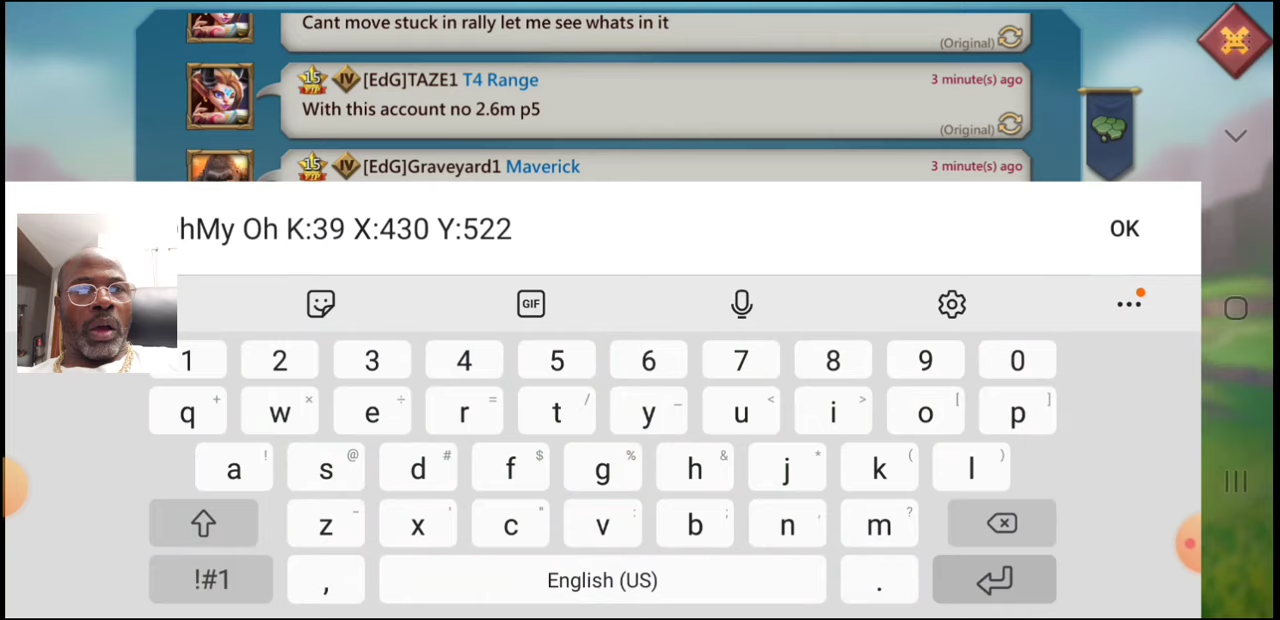 Cant move stuck in rally let me see whats in it
(Original)
15 VIP IV [EdG]TAZE1 T4 Range 3 minute(s) ago
With this account no 2.6m p5
(Original)
15 VIP IV [EdG]Graveyard1 Maverick 3 minute(s) ago
hMy Oh K:39 X:430 Y:522 OK
GIF
1 2 3 4 5 6 7 8 9 0
q + w × e ÷ r = t / y _ u < i > o [ p ]
a ! s @ d # f $ g % h & j * k ( l )
z - x ' c " v : b ; n , m ?
!#1 , English (US) .